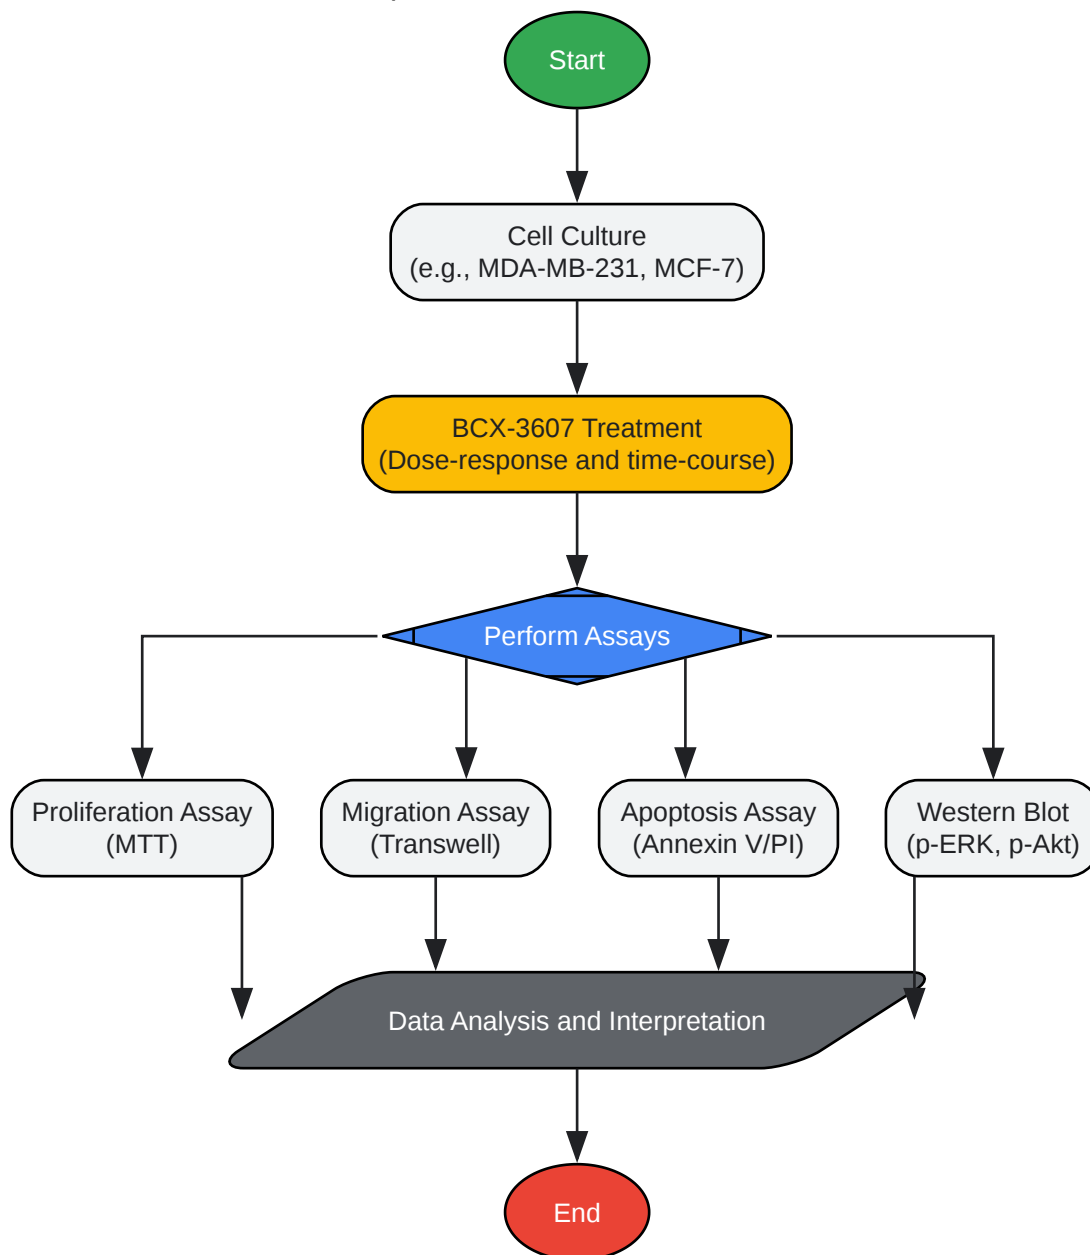 Start
Cell Culture
(e.g., MDA-MB-231, MCF-7)
BCX-3607 Treatment
(Dose-response and time-course)
Perform Assays
Proliferation Assay
(MTT)
Migration Assay
(Transwell)
Apoptosis Assay
(Annexin V/PI)
Western Blot
(p-ERK, p-Akt)
Data Analysis and Interpretation
End